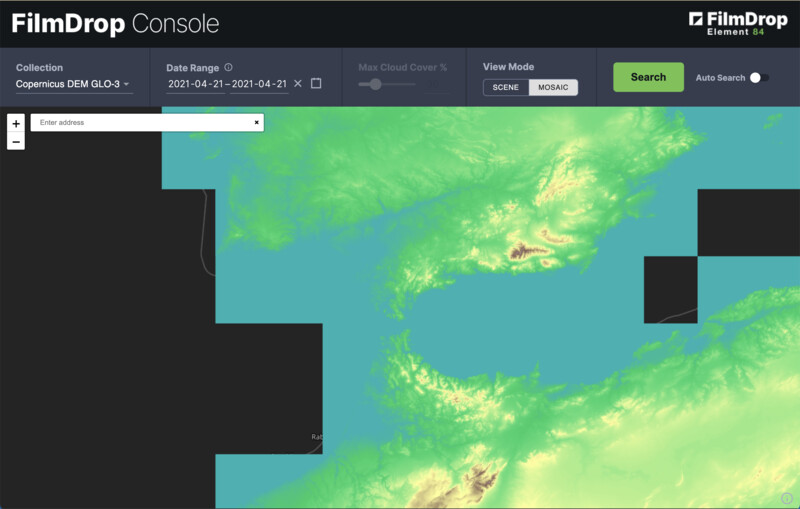 FilmDrop Console
FilmDrop
Element 84
Collection
Date Range
Max Cloud Cover %
View Mode
Copernicus DEM GLO-3
2021-04-21 – 2021-04-21
SCENE
MOSAIC
Search
Auto Search
Enter address
Rab